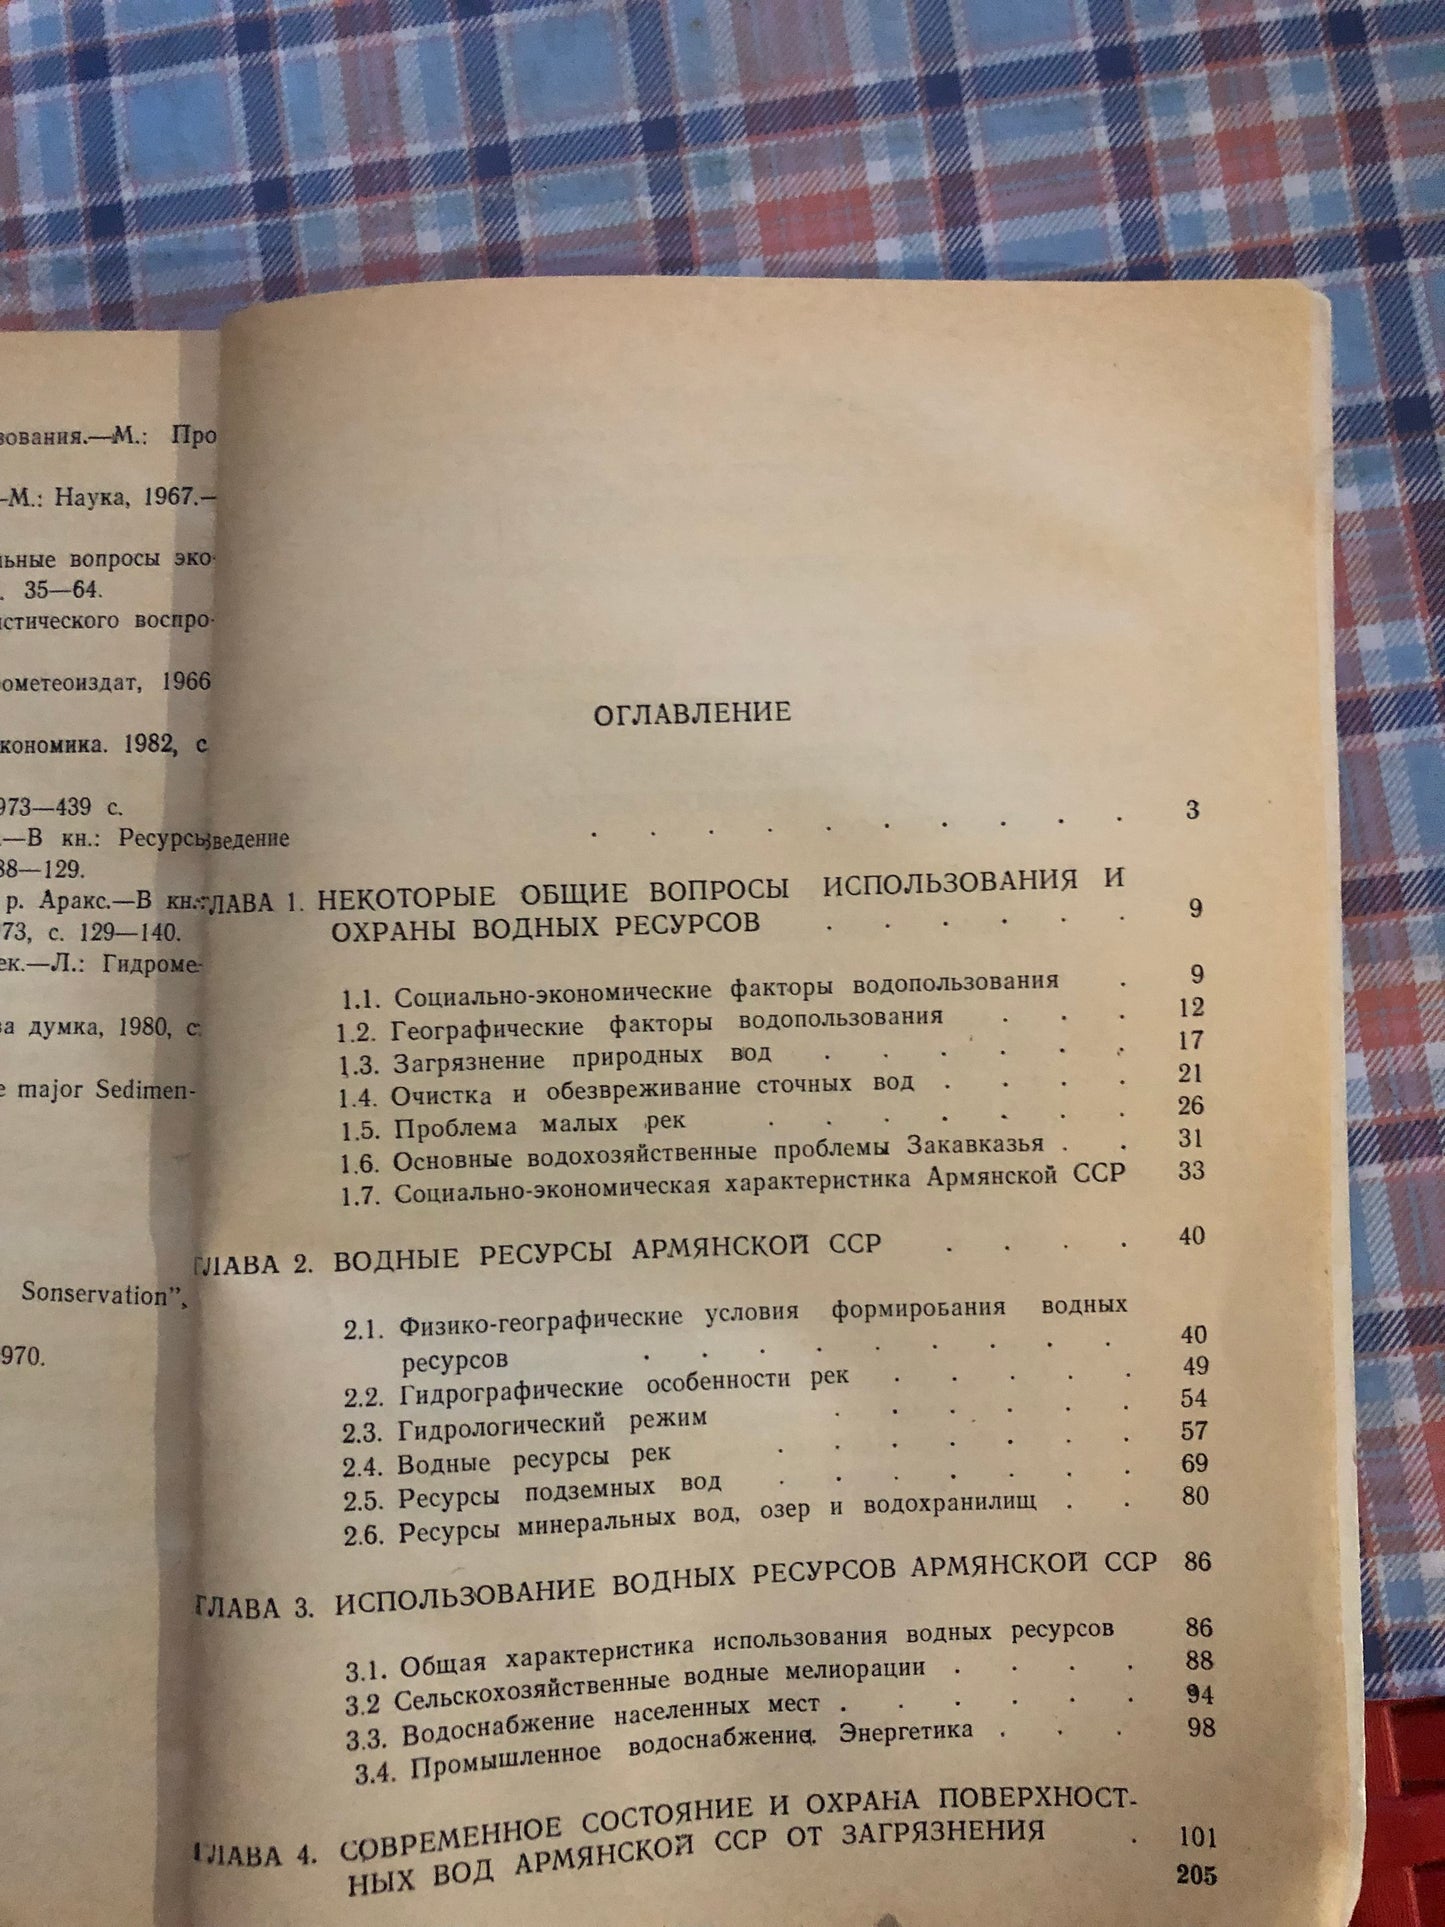 зования.—М.: Про
—М.: Наука, 1967.—
льные вопросы эко-
. 35—64.
истического воспро-
ометеоиздат, 1966
кономика. 1982, с
973—439 с.
.—В кн.: Ресурсы
88—129.
р. Аракс.—В кн.:
73, с. 129—140.
ек.—Л.: Гидроме-
ва думка, 1980, с.
e major Sedimen-
Sonservation”,
970.
ОГЛАВЛЕНИЕ
ведение . . . . . . . . . . 3
ГЛАВА 1. НЕКОТОРЫЕ ОБЩИЕ ВОПРОСЫ ИСПОЛЬЗОВАНИЯ И
ОХРАНЫ ВОДНЫХ РЕСУРСОВ . . . . . . 9
1.1. Социально-экономические факторы водопользования . 9
1.2. Географические факторы водопользования . . . 12
1.3. Загрязнение природных вод . . . . . . 17
1.4. Очистка и обезвреживание сточных вод . . . . 21
1.5. Проблема малых рек . . . . . . . 26
1.6. Основные водохозяйственные проблемы Закавказья . . 31
1.7. Социально-экономическая характеристика Армянской ССР 33
ГЛАВА 2. ВОДНЫЕ РЕСУРСЫ АРМЯНСКОЙ ССР . . . . 40
2.1. Физико-географические условия формирования водных
ресурсов . . . . . . . . . 40
2.2. Гидрографические особенности рек . . . . . 49
2.3. Гидрологический режим . . . . . . 54
2.4. Водные ресурсы рек . . . . . . . 57
2.5. Ресурсы подземных вод . . . . . . . 69
2.6. Ресурсы минеральных вод, озер и водохранилищ . . 80
ГЛАВА 3. ИСПОЛЬЗОВАНИЕ ВОДНЫХ РЕСУРСОВ АРМЯНСКОЙ ССР 86
3.1. Общая характеристика использования водных ресурсов 86
3.2 Сельскохозяйственные водные мелиорации . . . . 88
3.3. Водоснабжение населенных мест . . . . . . 94
3.4. Промышленное водоснабжение. Энергетика . . . 98
ГЛАВА 4. СОВРЕМЕННОЕ СОСТОЯНИЕ И ОХРАНА ПОВЕРХНОСТ-
НЫХ ВОД АРМЯНСКОЙ ССР ОТ ЗАГРЯЗНЕНИЯ . 101
205